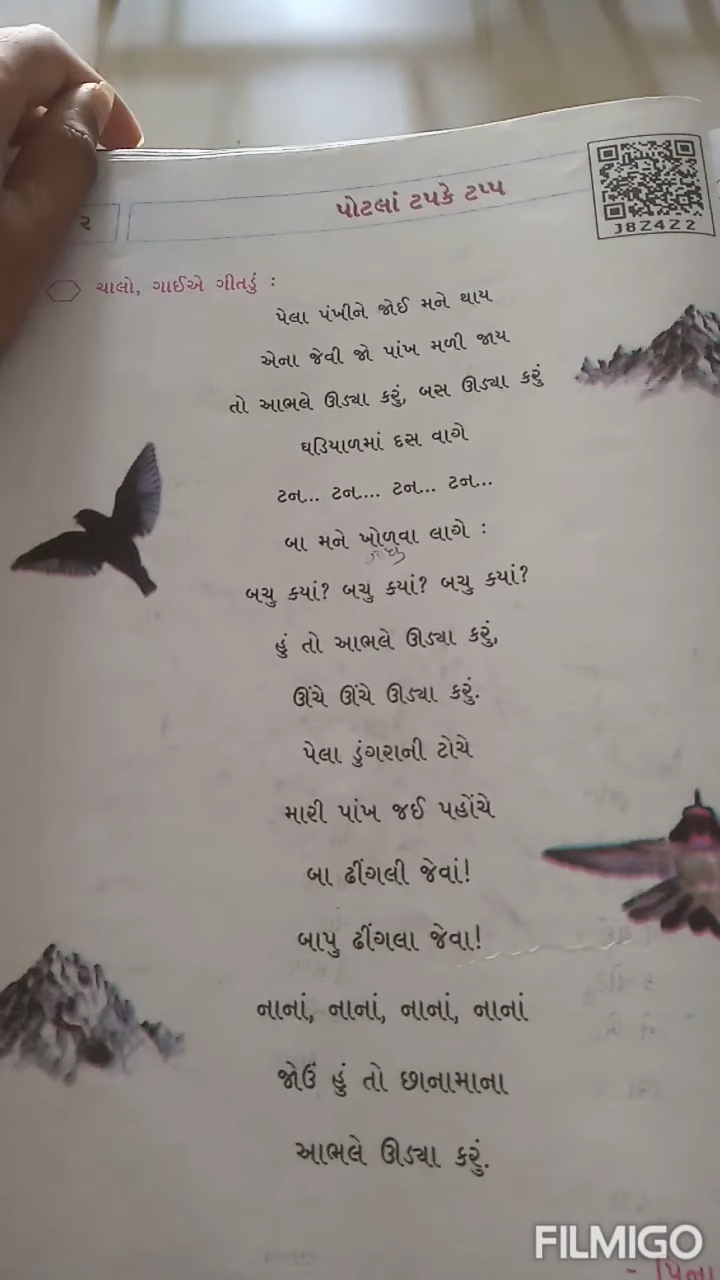 ૨
પોટલાં ટપકે ટપ્પ
J8Z4Z2
ચાલો, ગાઈએ ગીતડું :
પેલા પંખીને જોઈ મને થાય
એના જેવી જો પાંખ મળી જાય
તો આભલે ઊડ્યા કરું, બસ ઊડ્યા કરું
ઘડિયાળમાં દસ વાગે
ટન... ટન.... ટન... ટન...
બા મને ખોળવા લાગે :
બચુ ક્યાં? બચુ ક્યાં? બચુ ક્યાં?
હું તો આભલે ઊડ્યા કરું,
ઊંચે ઊંચે ઊડ્યા કરું.
પેલા ડુંગરાની ટોચે
મારી પાંખ જઈ પહોંચે
બા ઢીંગલી જેવાં!
બાપુ ઢીંગલા જેવા!
નાનાં, નાનાં, નાનાં, નાનાં
જોઉં હું તો છાનામાના
આભલે ઊડ્યા કરું.
FILMIGO